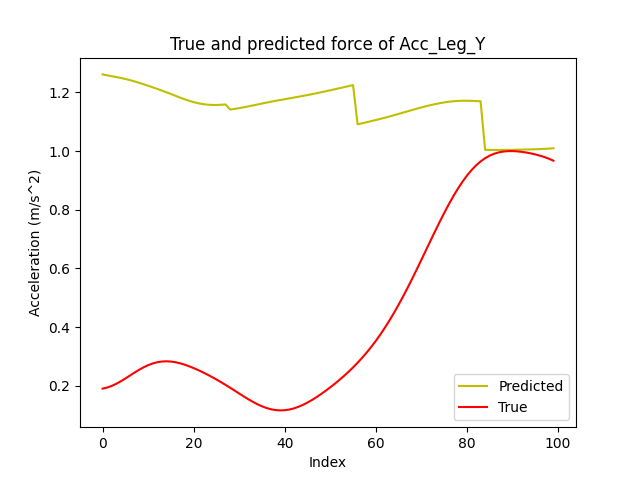 True and predicted force of Acc_Leg_Y
1.2
1.0
0.8
0.6
0.4
0.2
Acceleration (m/s^2)
0 20 40 60 80 100
Index
Predicted
True